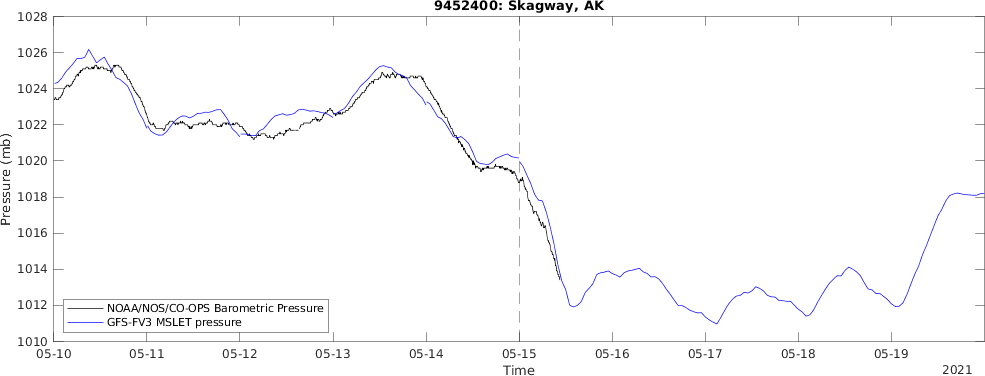 9452400: Skagway, AK
1028
1026
1024
1022
1020
1018
1016
1014
1012
1010
Pressure (mb)
NOAA/NOS/CO-OPS Barometric Pressure
GFS-FV3 MSLET pressure
05-10 05-11 05-12 05-13 05-14 05-15 05-16 05-17 05-18 05-19
Time
2021